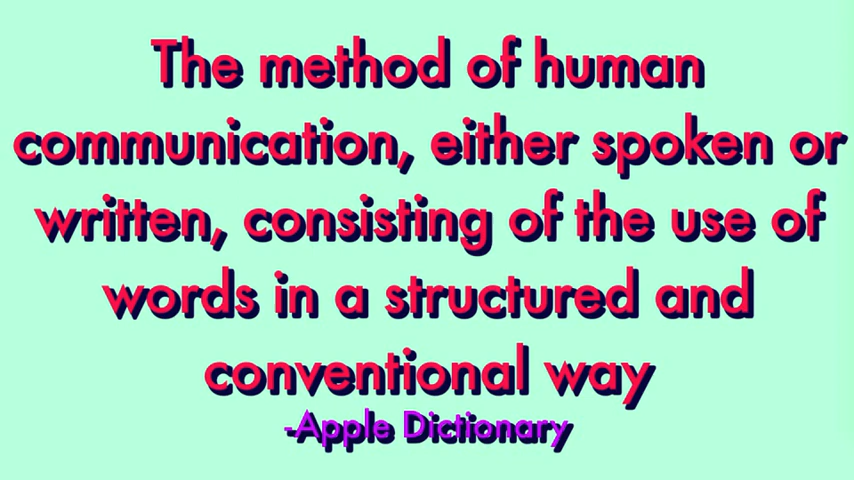 The method of human
communication, either spoken or
written, consisting of the use of
words in a structured and
conventional way
-Apple Dictionary